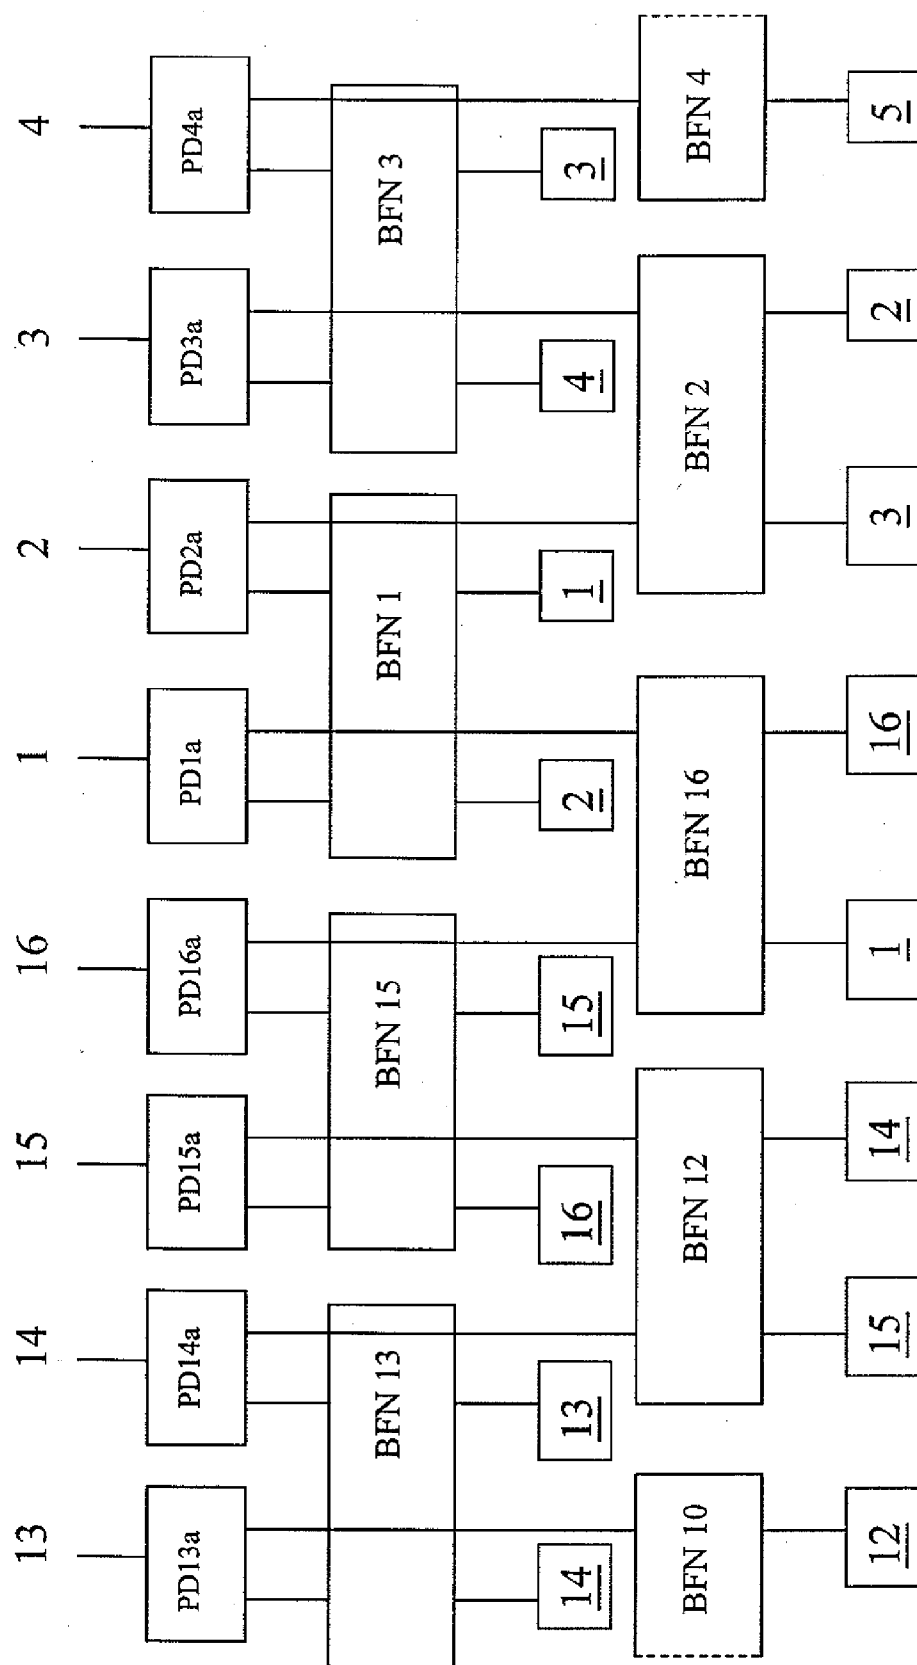 13 14 15 16 1 2 3 4
PD13a PD14a PD15a PD16a PD1a PD2a PD3a PD4a
BFN 13 BFN 15 BFN 1 BFN 3
14 13 16 15 2 1 4 3
BFN 10 BFN 12 BFN 16 BFN 2 BFN 4
12 15 14 1 16 3 2 5